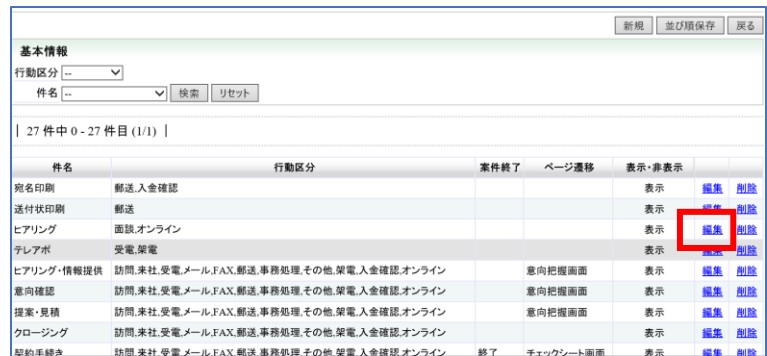 新規 並び順保存 戻る
基本情報
行動区分 --
件名 -- 検索 リセット
| 27 件中 0 - 27 件目 (1/1) |
件名 行動区分 案件終了 ページ遷移 表示・非表示
宛名印刷 郵送,入金確認 表示 編集 削除
送付状印刷 郵送 表示 編集 削除
ヒアリング 面談,オンライン 表示 編集 削除
テレアポ 受電,架電 表示 編集 削除
ヒアリング・情報提供 訪問,来社,受電,メール,FAX,郵送,事務処理,その他,架電,入金確認,オンライン 意向把握画面 表示 編集 削除
意向確認 訪問,来社,受電,メール,FAX,郵送,事務処理,その他,架電,入金確認,オンライン 意向把握画面 表示 編集 削除
提案・見積 訪問,来社,受電,メール,FAX,郵送,事務処理,その他,架電,入金確認,オンライン 意向把握画面 表示 編集 削除
クロージング 訪問,来社,受電,メール,FAX,郵送,事務処理,その他,架電,入金確認,オンライン 表示 編集 削除
契約手続き 訪問,来社,受電,メール,FAX,郵送,事務処理,その他,架電,入金確認,オンライン 終了 チェックシート画面 表示 編集 削除